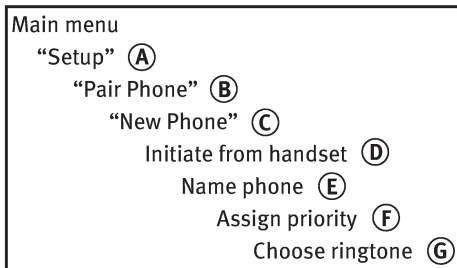 Main menu
“Setup” A
“Pair Phone” B
“New Phone” C
Initiate from handset D
Name phone E
Assign priority F
Choose ringtone G